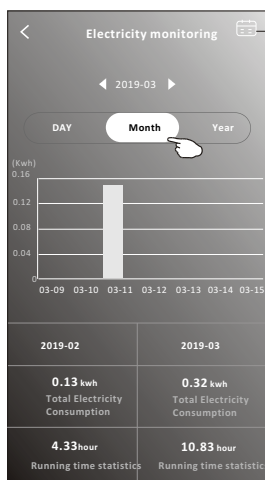 Electricity monitoring
2019-03
DAY Month Year
(Kwh)
0.16
0.12
0.08
0.04
0
03-09 03-10 03-11 03-12 03-13 03-14 03-15
2019-02 2019-03
0.13 kwh 0.32 kwh
Total Electricity Total Electricity
Consumption Consumption
4.33hour 10.83 hour
Running time statistics Running time statistic